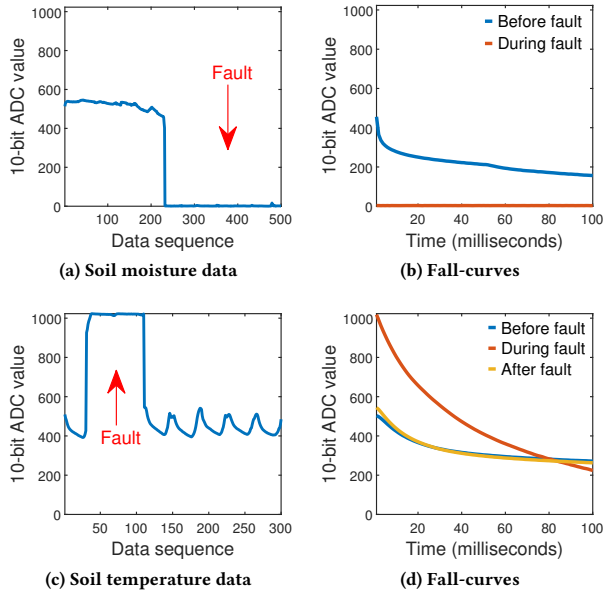 10-bit ADC value
1000
800
600
400
200
0
Fault
0 100 200 300 400 500
Data sequence
(a) Soil moisture data
10-bit ADC value
1000
800
600
400
200
0
Before fault
During fault
20 40 60 80 100
Time (milliseconds)
(b) Fall-curves
10-bit ADC value
1000
800
600
400
200
0
Fault
50 100 150 200 250 300
Data sequence
(c) Soil temperature data
10-bit ADC value
1000
800
600
400
200
0
Before fault
During fault
After fault
20 40 60 80 100
Time (milliseconds)
(d) Fall-curves